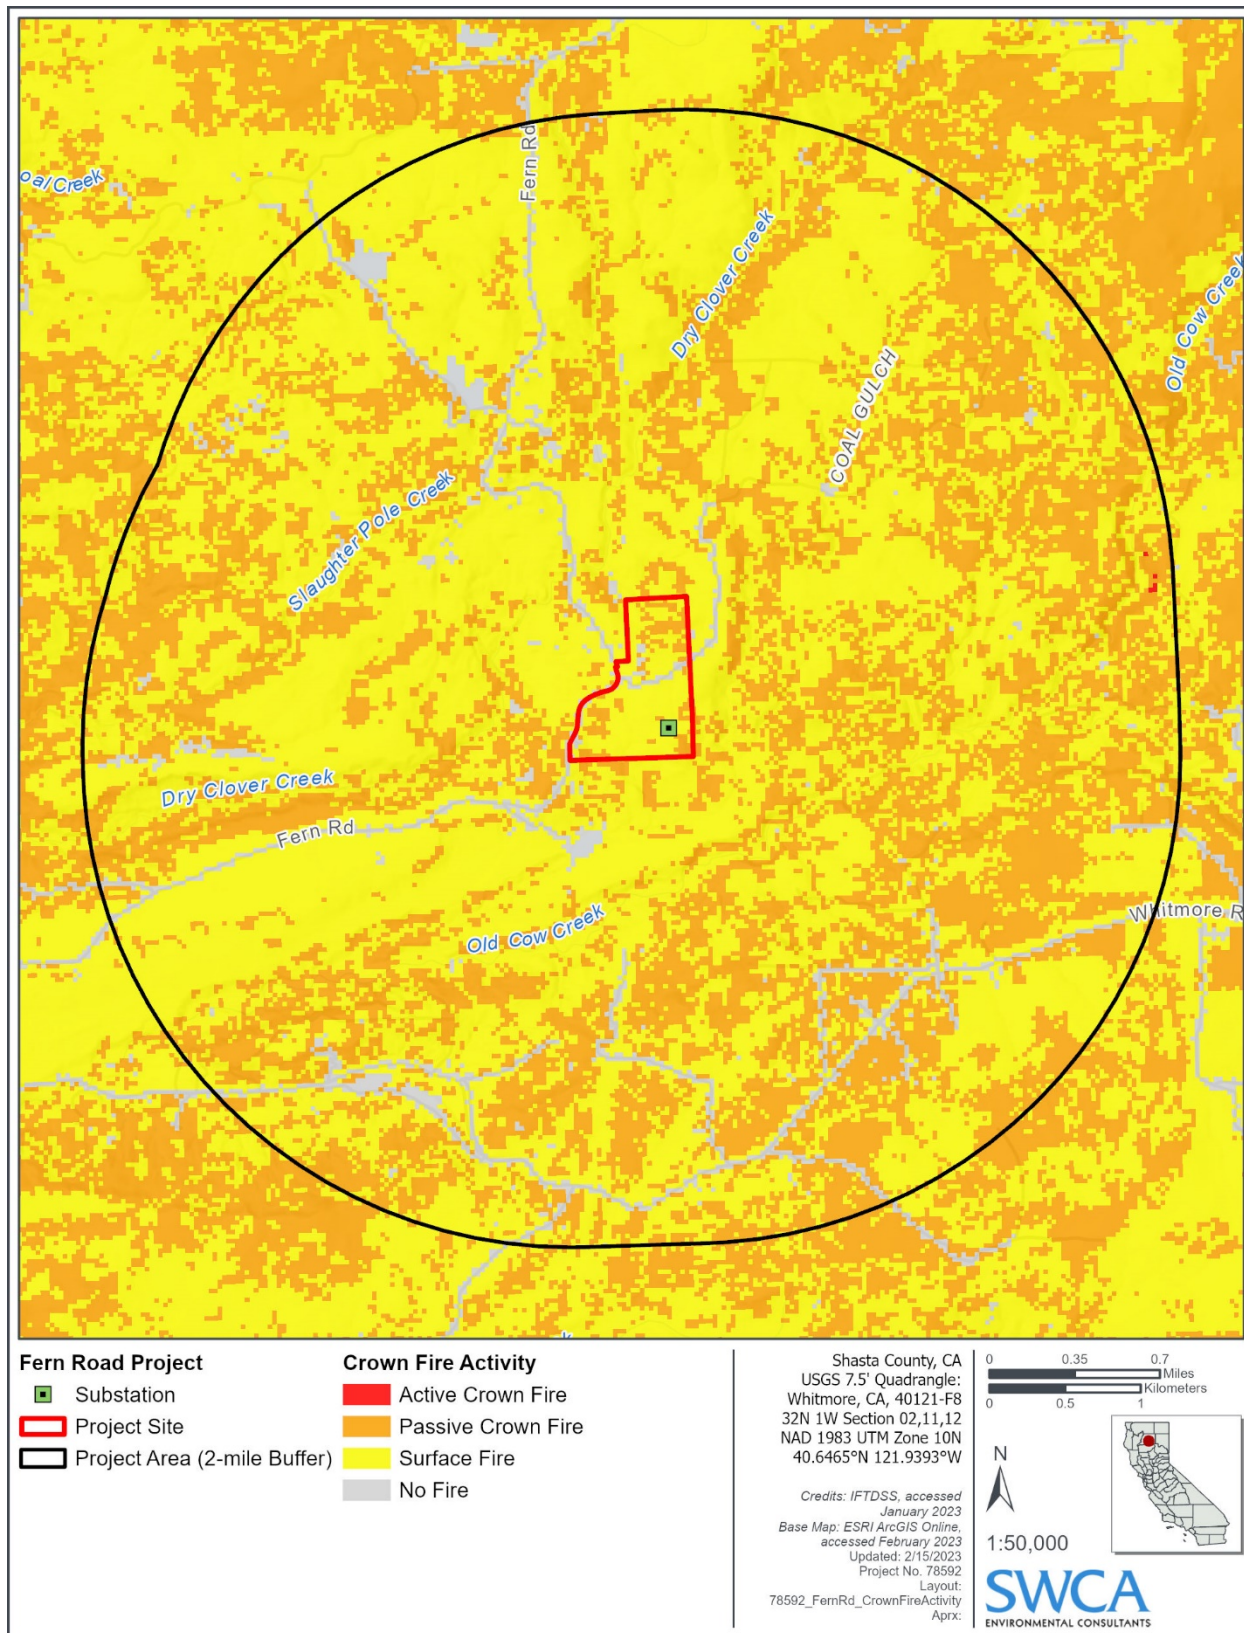 Fern Rd
oal Creek
Dry Clover Creek
Old Cow Creek
COAL GULCH
Slaughter Pole Creek
Dry Clover Creek
Fern Rd
Old Cow Creek
Whitmore R
Fern Road Project
Substation
Project Site
Project Area (2-mile Buffer)
Crown Fire Activity
Active Crown Fire
Passive Crown Fire
Surface Fire
No Fire
Shasta County, CA
USGS 7.5' Quadrangle:
Whitmore, CA, 40121-F8
32N 1W Section 02,11,12
NAD 1983 UTM Zone 10N
40.6465°N 121.9393°W
Credits: IFTDSS, accessed
January 2023
Base Map: ESRI ArcGIS Online,
accessed February 2023
Updated: 2/15/2023
Project No. 78592
Layout:
78592_FernRd_CrownFireActivity
Aprx:
0 0.35 0.7
Miles
Kilometers
0 0.5 1
N
1:50,000
SWCA
ENVIRONMENTAL CONSULTANTS